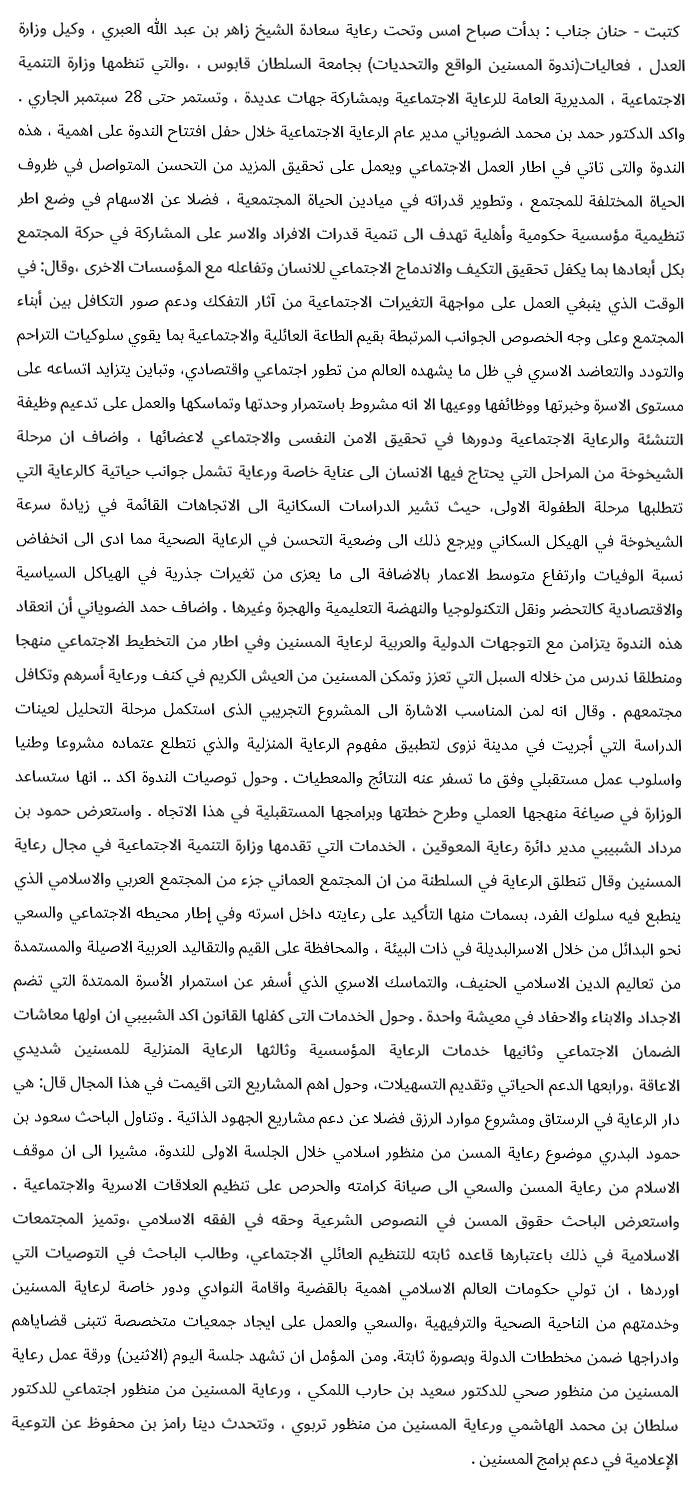 كتبت - حنان جناب : بدأت صباح امس وتحت رعاية سعادة الشيخ زاهر بن عبد الله العبري ، وكيل وزارة
العدل ، فعاليات(ندوة المسنين الواقع والتحديات) بجامعة السلطان قابوس ، ،والتي تنظمها وزارة التنمية
الاجتماعية ، المديرية العامة للرعاية الاجتماعية وبمشاركة جهات عديدة ، وتستمر حتى 28 سبتمبر الجاري .
واكد الدكتور حمد بن محمد الضوياني مدير عام الرعاية الاجتماعية خلال حفل افتتاح الندوة على اهمية ، هذه
الندوة والتى تاتي في اطار العمل الاجتماعي ويعمل على تحقيق المزيد من التحسن المتواصل في ظروف
الحياة المختلفة للمجتمع ، وتطوير قدراته في ميادين الحياة المجتمعية ، فضلا عن الاسهام في وضع اطر
تنظيمية مؤسسية حكومية وأهلية تهدف الى تنمية قدرات الافراد والاسر على المشاركة في حركة المجتمع
بكل أبعادها بما يكفل تحقيق التكيف والاندماج الاجتماعي للانسان وتفاعله مع المؤسسات الاخرى ،وقال: في
الوقت الذي ينبغي العمل على مواجهة التغيرات الاجتماعية من آثار التفكك ودعم صور التكافل بين أبناء
المجتمع وعلى وجه الخصوص الجوانب المرتبطة بقيم الطاعة العائلية والاجتماعية بما يقوي سلوكيات التراحم
والتودد والتعاضد الاسري في ظل ما يشهده العالم من تطور اجتماعي واقتصادي، وتباين يتزايد اتساعه على
مستوى الاسرة وخبرتها ووظائفها ووعيها الا انه مشروط باستمرار وحدتها وتماسكها والعمل على تدعيم وظيفة
التنشئة والرعاية الاجتماعية ودورها في تحقيق الامن النفسى والاجتماعي لاعضائها ، واضاف ان مرحلة
الشيخوخة من المراحل التي يحتاج فيها الانسان الى عناية خاصة ورعاية تشمل جوانب حياتية كالرعاية التي
تتطلبها مرحلة الطفولة الاولى، حيث تشير الدراسات السكانية الى الاتجاهات القائمة في زيادة سرعة
الشيخوخة في الهيكل السكاني ويرجع ذلك الى وضعية التحسن في الرعاية الصحية مما ادى الى انخفاض
نسبة الوفيات وارتفاع متوسط الاعمار بالاضافة الى ما يعزى من تغيرات جذرية في الهياكل السياسية
والاقتصادية كالتحضر ونقل التكنولوجيا والنهضة التعليمية والهجرة وغيرها . واضاف حمد الضوياني أن انعقاد
هذه الندوة يتزامن مع التوجهات الدولية والعربية لرعاية المسنين وفي اطار من التخطيط الاجتماعي منهجا
ومنطلقا ندرس من خلاله السبل التي تعزز وتمكن المسنين من العيش الكريم في كنف ورعاية أسرهم وتكافل
مجتمعهم . وقال انه لمن المناسب الاشارة الى المشروع التجريبي الذى استكمل مرحلة التحليل لعينات
الدراسة التي أجريت في مدينة نزوى لتطبيق مفهوم الرعاية المنزلية والذي نتطلع عتماده مشروعا وطنيا
واسلوب عمل مستقبلي وفق ما تسفر عنه النتائج والمعطيات . وحول توصيات الندوة اكد .. انها ستساعد
الوزارة في صياغة منهجها العملي وطرح خطتها وبرامجها المستقبلية في هذا الاتجاه . واستعرض حمود بن
مرداد الشبيبي مدير دائرة رعاية المعوقين ، الخدمات التي تقدمها وزارة التنمية الاجتماعية في مجال رعاية
المسنين وقال تنطلق الرعاية في السلطنة من ان المجتمع العماني جزء من المجتمع العربي والاسلامي الذي
ينطبع فيه سلوك الفرد، بسمات منها التأكيد على رعايته داخل اسرته وفي إطار محيطه الاجتماعي والسعي
نحو البدائل من خلال الاسرالبديلة في ذات البيئة ، والمحافظة على القيم والتقاليد العربية الاصيلة والمستمدة
من تعاليم الدين الاسلامي الحنيف، والتماسك الاسري الذي أسفر عن استمرار الأسرة الممتدة التي تضم
الاجداد والابناء والاحفاد في معيشة واحدة . وحول الخدمات التى كفلها القانون اكد الشبيبي ان اولها معاشات
الضمان الاجتماعي وثانيها خدمات الرعاية المؤسسية وثالثها الرعاية المنزلية للمسنين شديدي
الاعاقة ،ورابعها الدعم الحياتي وتقديم التسهيلات، وحول اهم المشاريع التى اقيمت في هذا المجال قال: هي
دار الرعاية في الرستاق ومشروع موارد الرزق فضلا عن دعم مشاريع الجهود الذاتية . وتناول الباحث سعود بن
حمود البدري موضوع رعاية المسن من منظور اسلامي خلال الجلسة الاولى للندوة، مشيرا الى ان موقف
الاسلام من رعاية المسن والسعي الى صيانة كرامته والحرص على تنظيم العلاقات الاسرية والاجتماعية .
واستعرض الباحث حقوق المسن في النصوص الشرعية وحقه في الفقه الاسلامي ،وتميز المجتمعات
الاسلامية في ذلك باعتبارها قاعده ثابته للتنظيم العائلي الاجتماعي، وطالب الباحث في التوصيات التي
اوردها ، ان تولي حكومات العالم الاسلامي اهمية بالقضية واقامة النوادي ودور خاصة لرعاية المسنين
وخدمتهم من الناحية الصحية والترفيهية ،والسعي والعمل على ايجاد جمعيات متخصصة تتبنى قضاياهم
وادراجها ضمن مخططات الدولة وبصورة ثابتة. ومن المؤمل ان تشهد جلسة اليوم (الاثنين) ورقة عمل رعاية
المسنين من منظور صحي للدكتور سعيد بن حارب اللمكي ، ورعاية المسنين من منظور اجتماعي للدكتور
سلطان بن محمد الهاشمي ورعاية المسنين من منظور تربوي ، وتتحدث دينا رامز بن محفوظ عن التوعية
الإعلامية في دعم برامج المسنين .